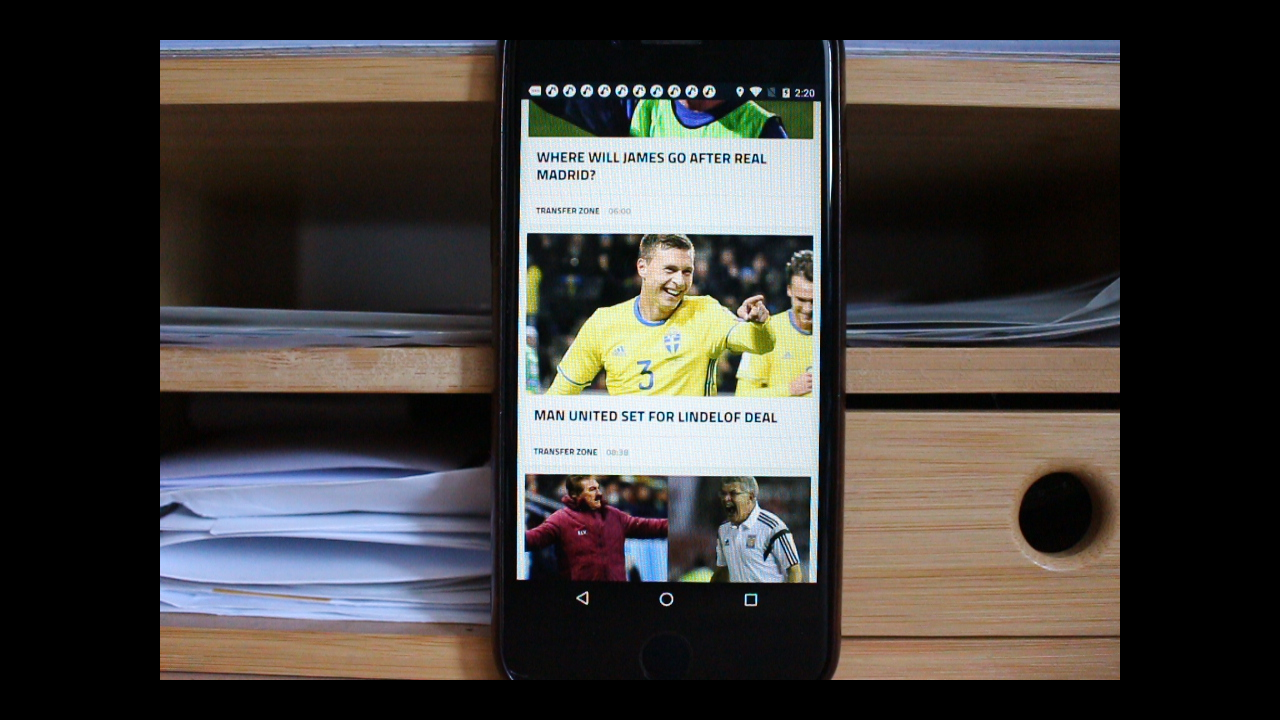 2:20
WHERE WILL JAMES GO AFTER REAL
MADRID?
TRANSFER ZONE 06:00
3
MAN UNITED SET FOR LINDELOF DEAL
TRANSFER ZONE 08:38